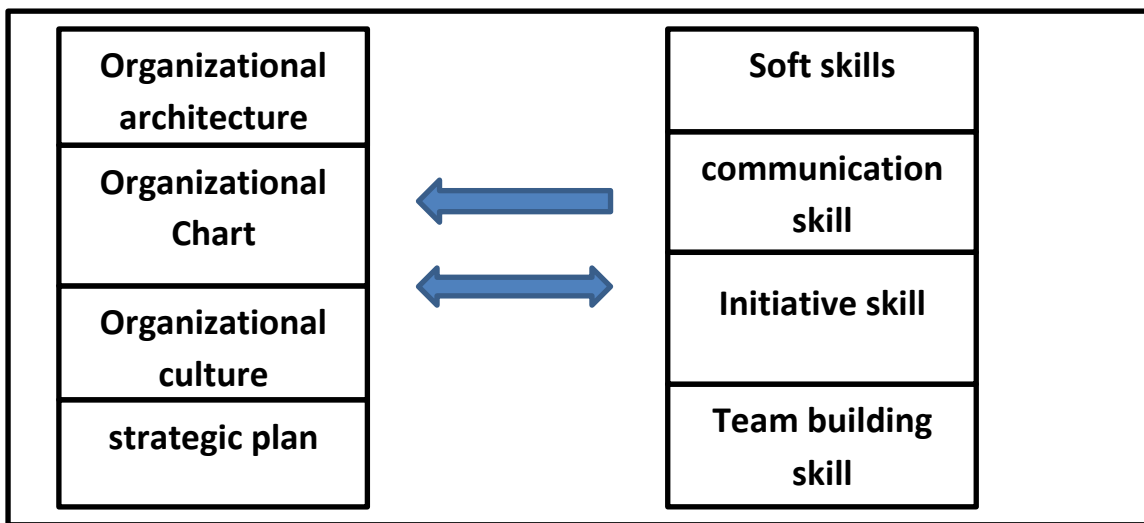 Organizational
architecture
Organizational
Chart
Organizational
culture
strategic plan
Soft skills
communication
skill
Initiative skill
Team building
skill